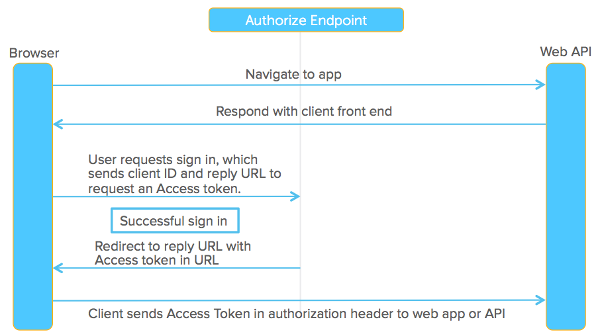 Authorize Endpoint
Browser
Web API
Navigate to app
Respond with client front end
User requests sign in, which
sends client ID and reply URL to
request an Access token.
Successful sign in
Redirect to reply URL with
Access token in URL
Client sends Access Token in authorization header to web app or API